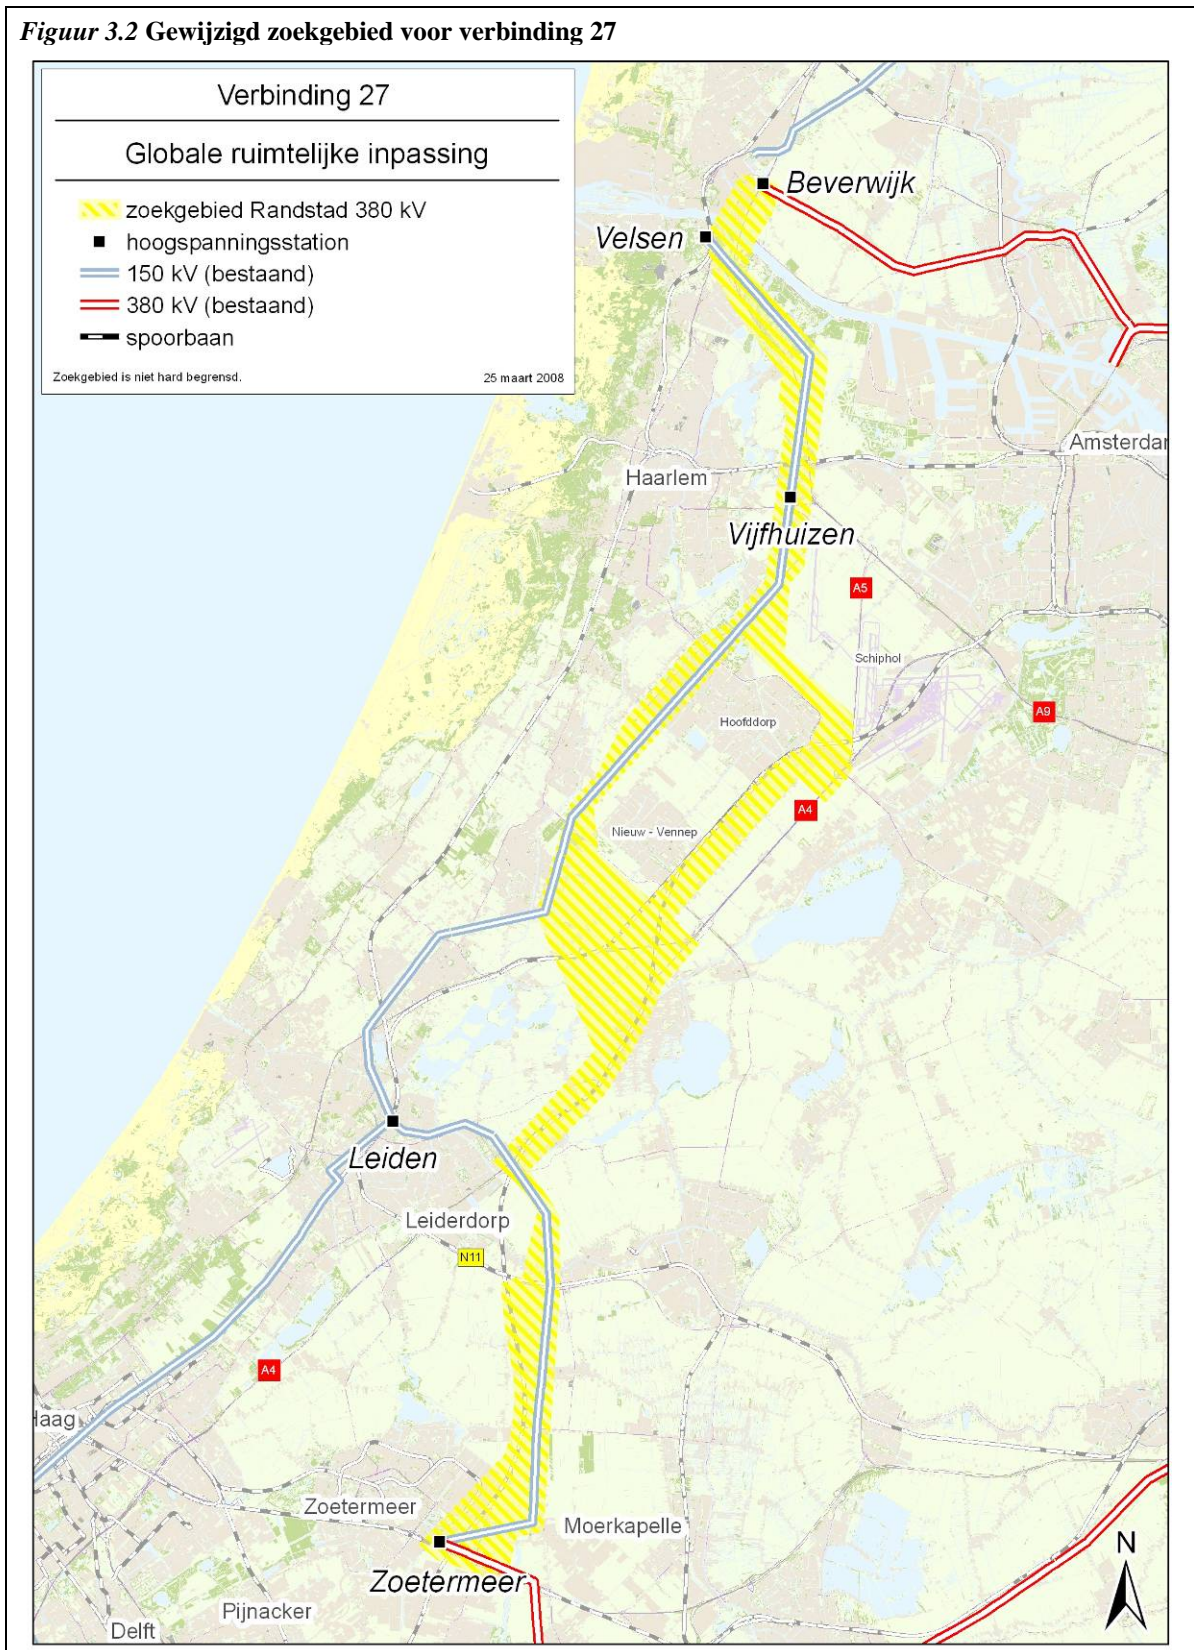 Figuur 3.2 Gewijzigd zoekgebied voor verbinding 27
Verbinding 27
Globale ruimtelijke inpassing
zoekgebied Randstad 380 kV
hoogspanningsstation
150 kV (bestaand)
380 kV (bestaand)
spoorbaan
Zoekgebied is niet hard begrensd. 25 maart 2008
Beverwijk
Velsen
Amsterdam
Haarlem
Vijfhuizen
A5
Schiphol
A9
Hoofddorp
A4
Nieuw - Vennep
Leiden
Leiderdorp
N11
A4
Haag
Zoetermeer
Moerkapelle
N
Zoetermeer
Pijnacker
Delft